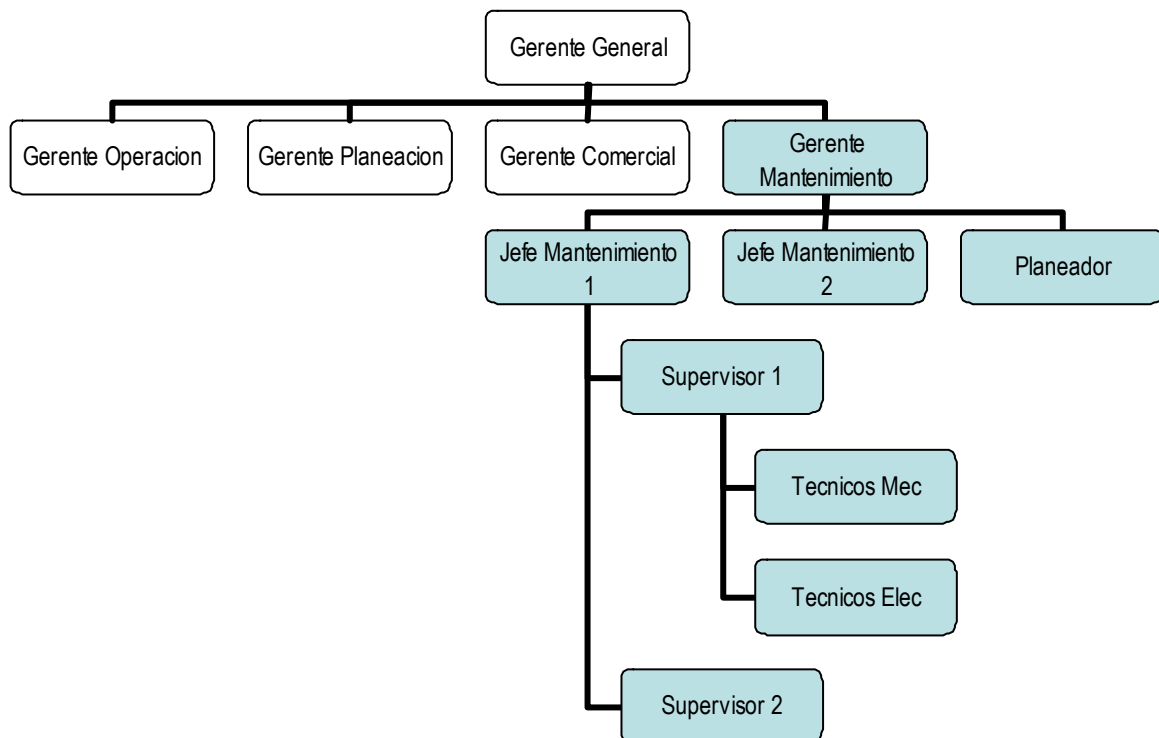 Gerente General
Gerente Operacion
Gerente Planeacion
Gerente Comercial
Gerente
Mantenimiento
Jefe Mantenimiento
1
Jefe Mantenimiento
2
Planeador
Supervisor 1
Tecnicos Mec
Tecnicos Elec
Supervisor 2